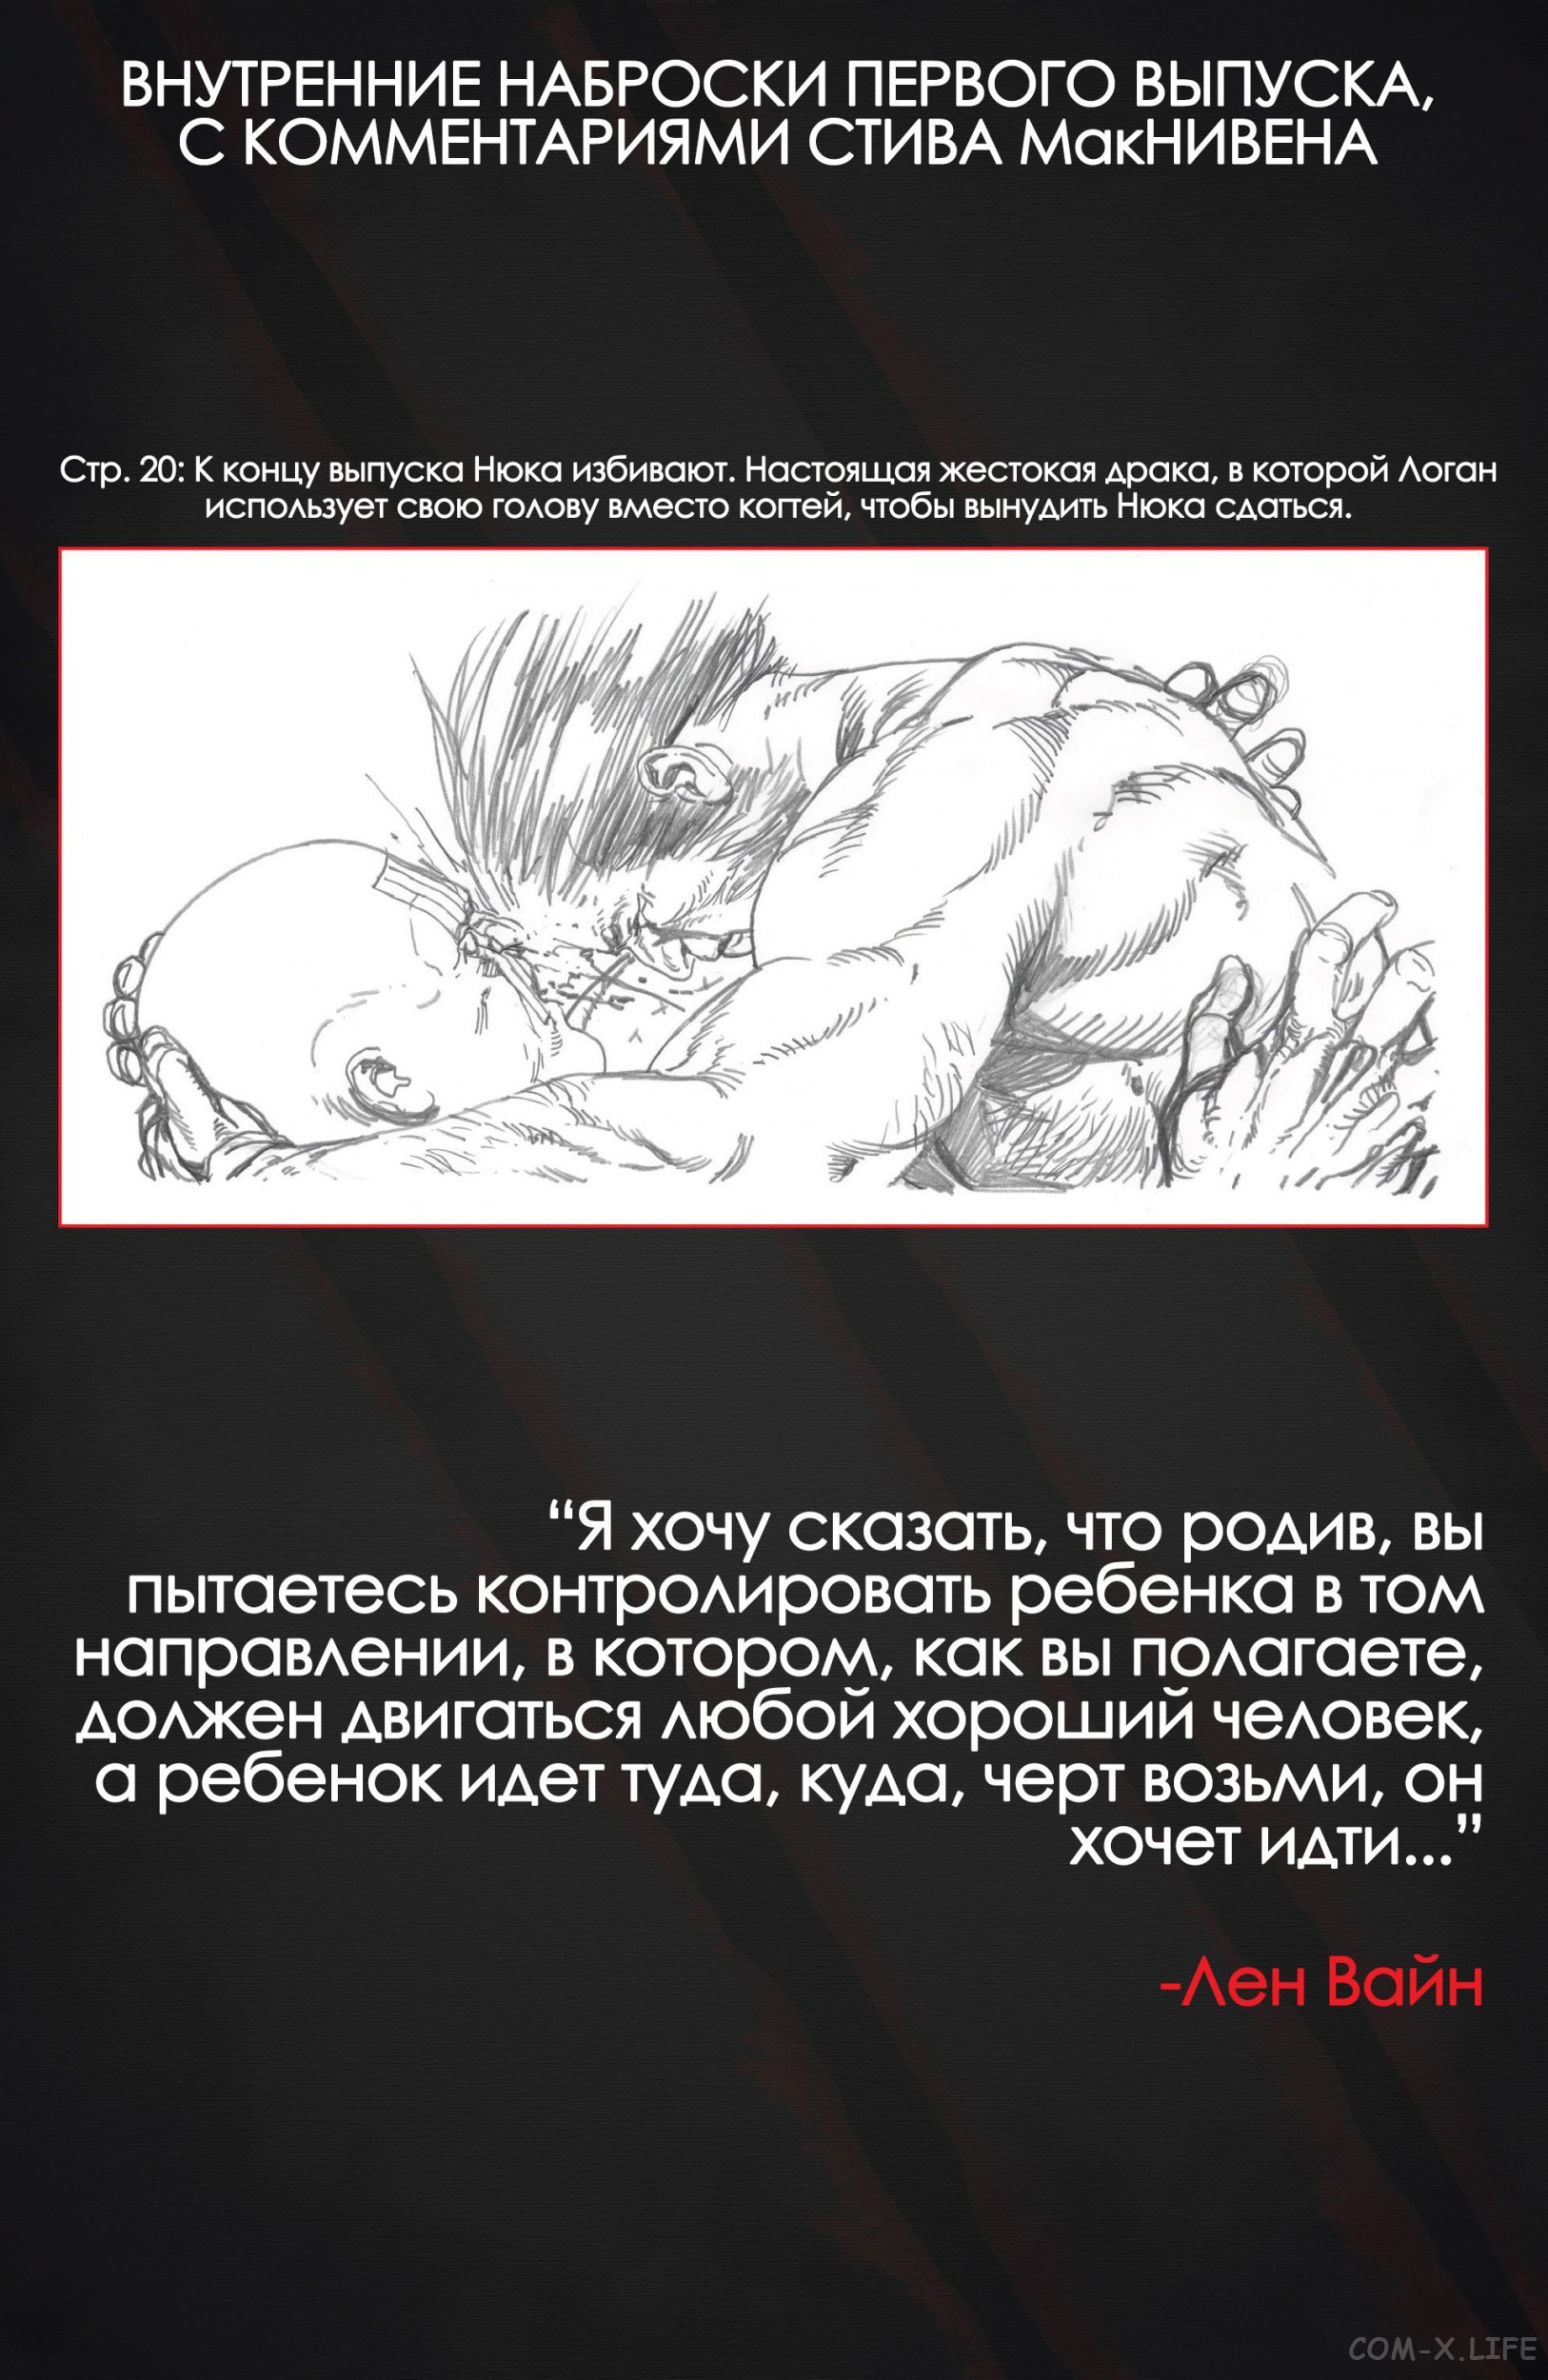 ВНУТРЕННИЕ НАБРОСКИ ПЕРВОГО ВЫПУСКА,
С КОММЕНТАРИЯМИ СТИВА МакНИВЕНА
Стр. 20: К концу выпуска Нюка избивают. Настоящая жестокая драка, в которой Логан
использует свою голову вместо когтей, чтобы вынудить Нюка сдаться.
“Я хочу сказать, что родив, вы
пытаетесь контролировать ребенка в том
направлении, в котором, как вы полагаете,
должен двигаться любой хороший человек,
а ребенок идет туда, куда, черт возьми, он
хочет идти...”
-Лен Вайн
COM-X.LIFE